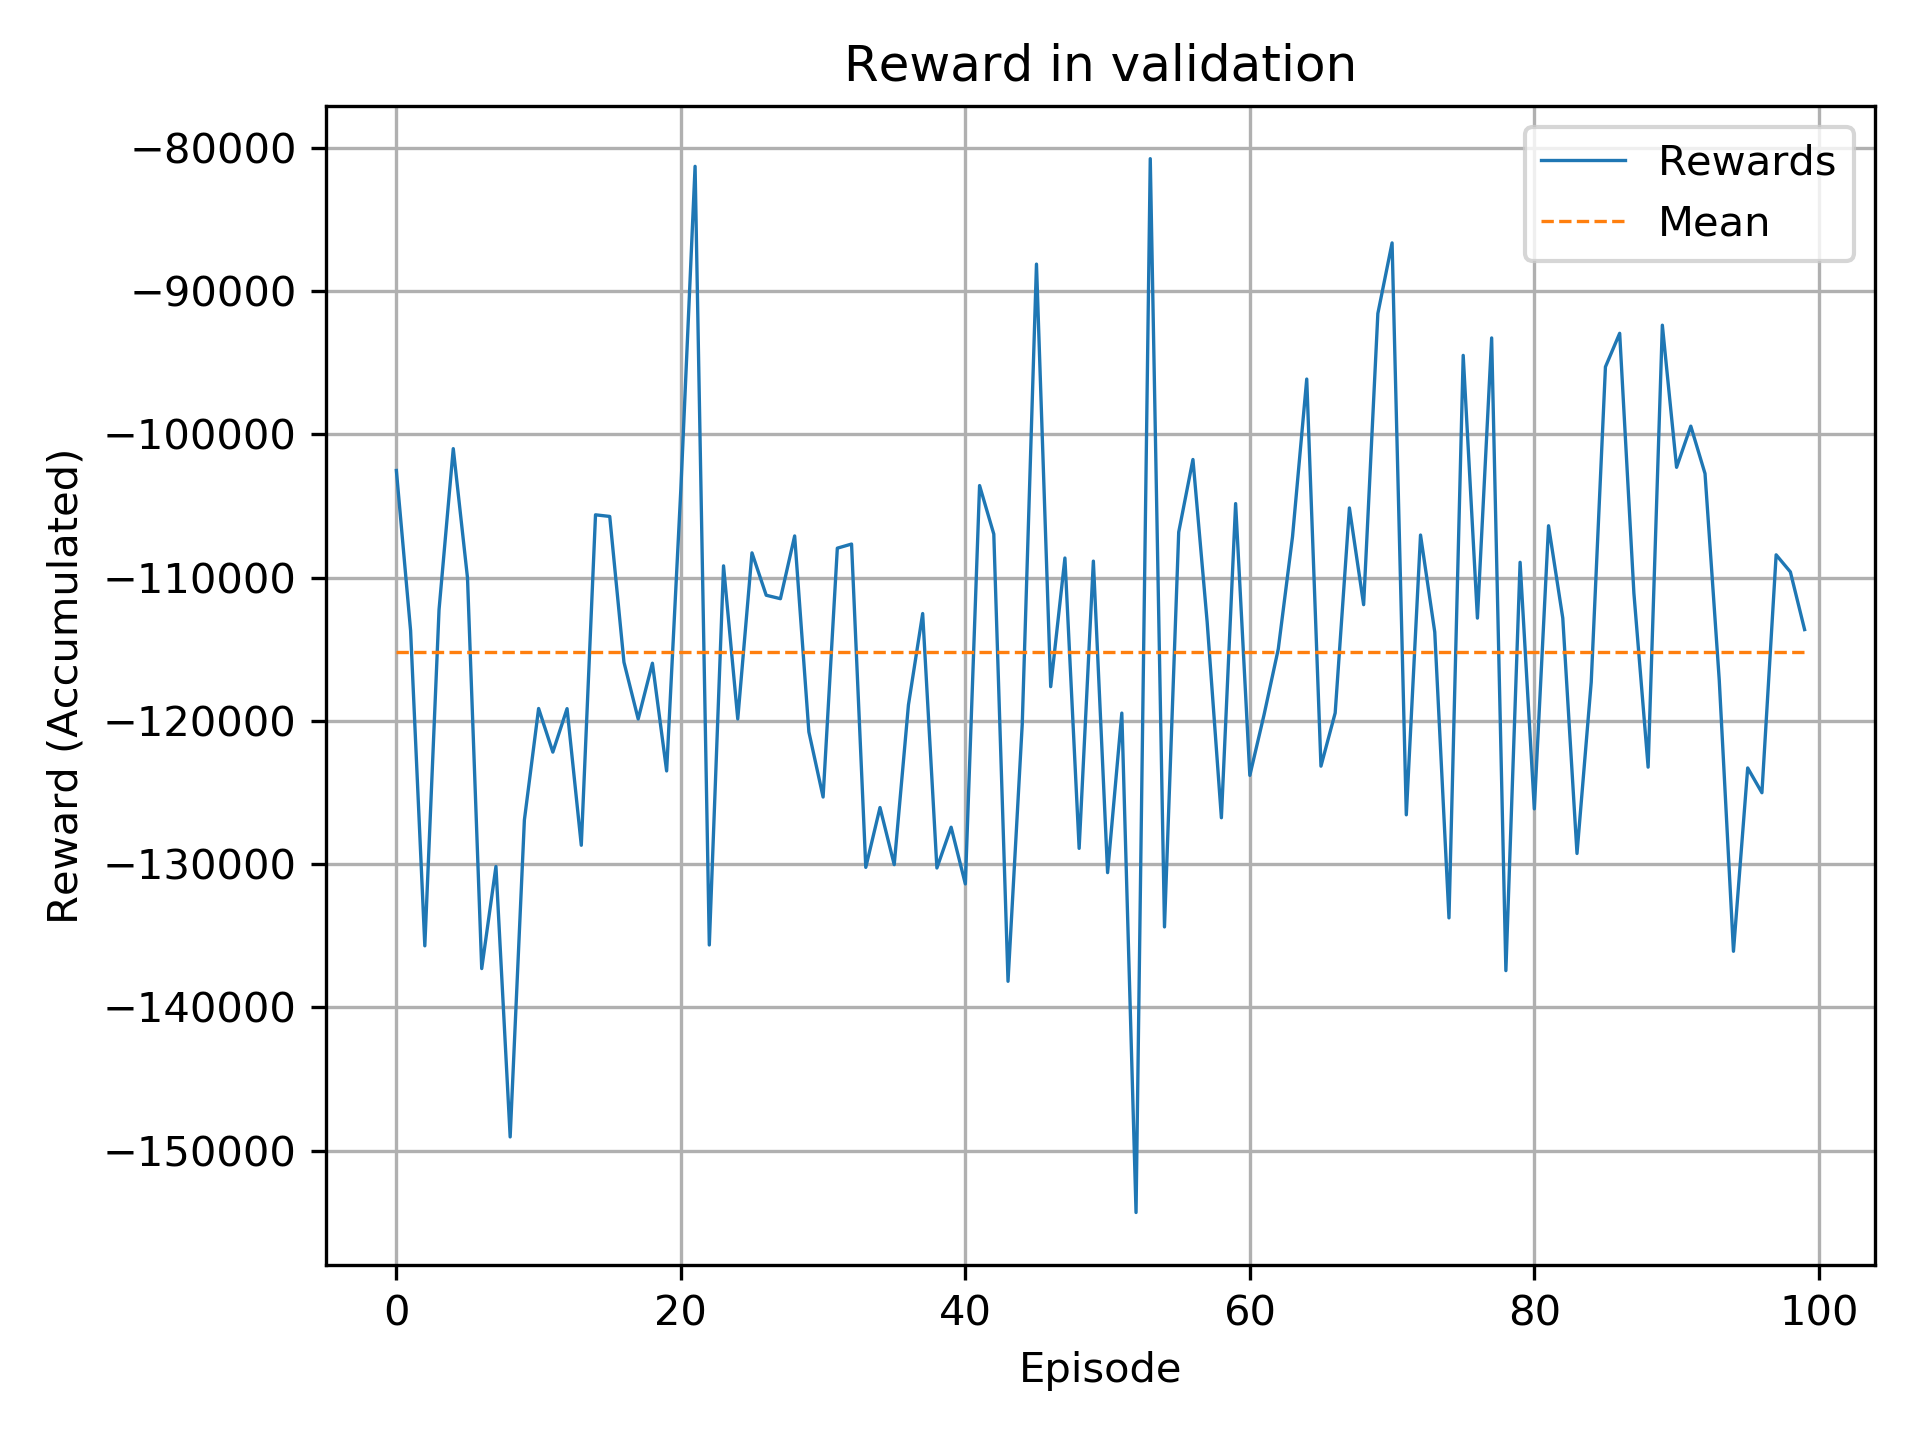 Reward in validation
Rewards
Mean
Reward (Accumulated)
−80000
−90000
−100000
−110000
−120000
−130000
−140000
−150000
0 20 40 60 80 100
Episode